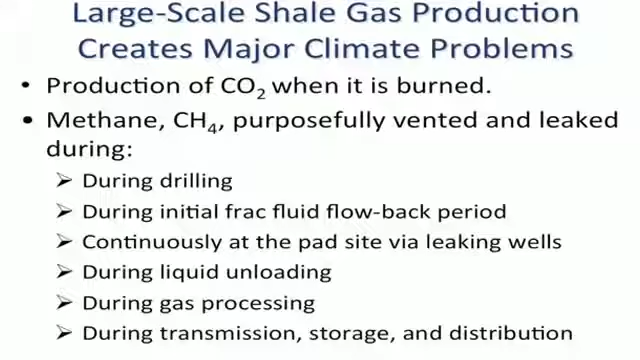 Large-Scale Shale Gas Production
Creates Major Climate Problems
• Production of CO₂ when it is burned.
• Methane, CH₄, purposefully vented and leaked
during:
➢ During drilling
➢ During initial frac fluid flow-back period
➢ Continuously at the pad site via leaking wells
➢ During liquid unloading
➢ During gas processing
➢ During transmission, storage, and distribution